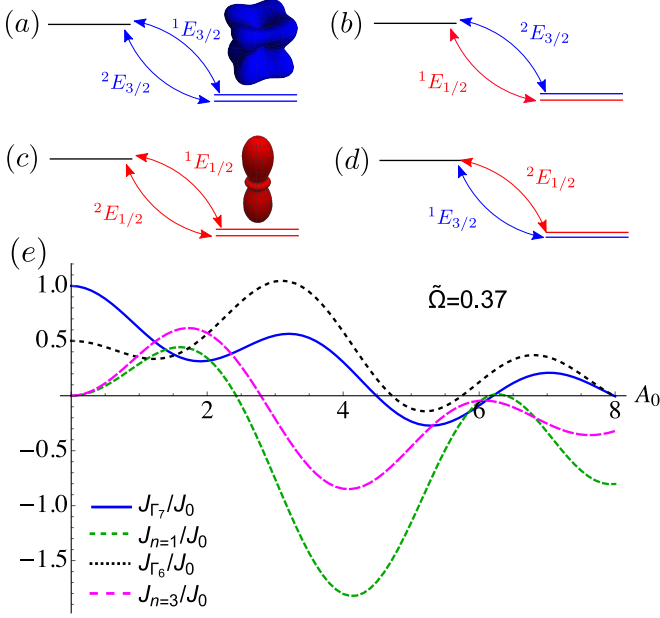 (a) ¹E₃/₂
²E₃/₂
(b) ²E₃/₂
¹E₁/₂
(c) ¹E₁/₂
²E₁/₂
(d) ²E₁/₂
¹E₃/₂
(e)
Ω̃=0.37
1.0
0.5
−0.5
−1.0
−1.5
2 4 6 8 A₀
J_Γ₇/J₀
J_n=1/J₀
J_Γ₆/J₀
J_n=3/J₀